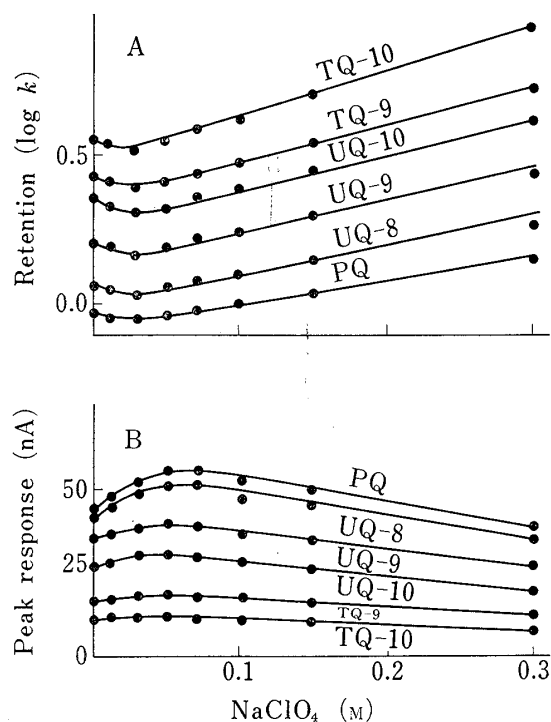 A
TQ-10
TQ-9
UQ-10
UQ-9
UQ-8
PQ
Retention (log k)
0.5
0.0
B
PQ
UQ-8
UQ-9
UQ-10
TQ-9
TQ-10
Peak response (nA)
50
25
0
0.1
0.2
0.3
NaClO4 (M)